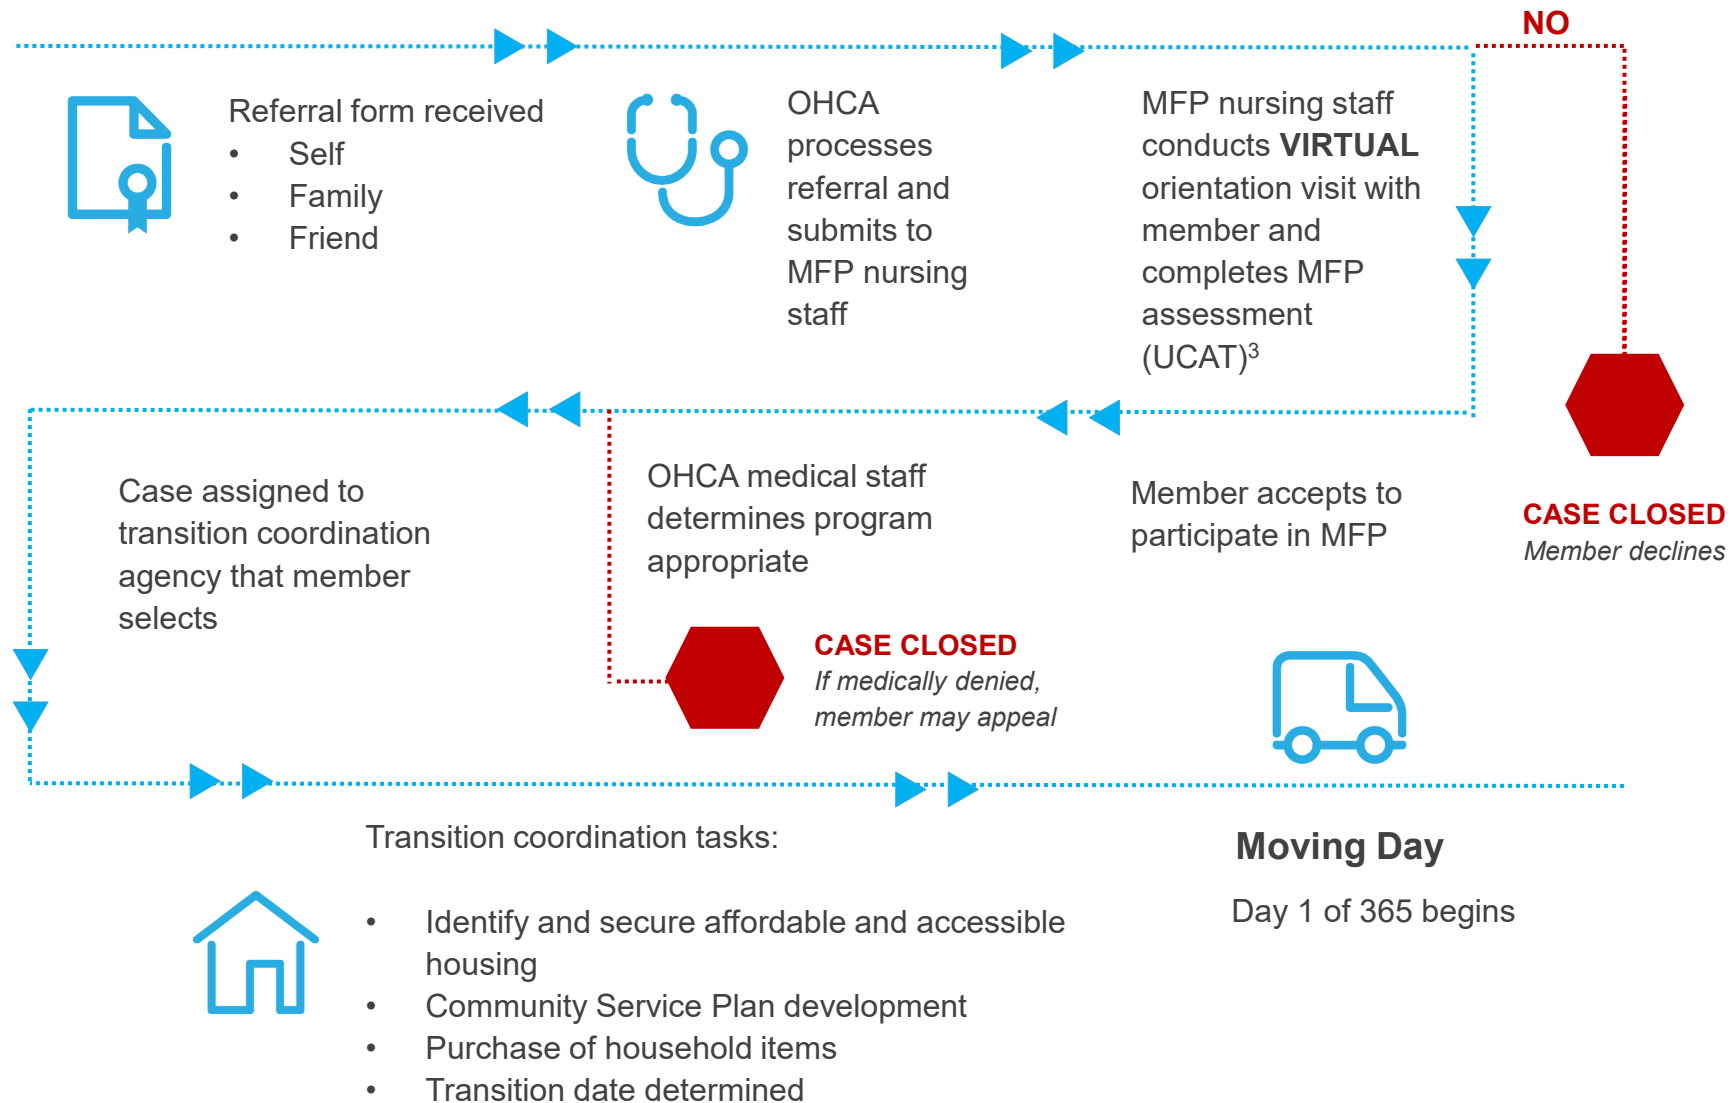 NO
Referral form received
• Self
• Family
• Friend
OHCA
processes
referral and
submits to
MFP nursing
staff
MFP nursing staff
conducts VIRTUAL
orientation visit with
member and
completes MFP
assessment
(UCAT)³
CASE CLOSED
Member declines
Member accepts to
participate in MFP
OHCA medical staff
determines program
appropriate
CASE CLOSED
If medically denied,
member may appeal
Case assigned to
transition coordination
agency that member
selects
Transition coordination tasks:
• Identify and secure affordable and accessible
housing
• Community Service Plan development
• Purchase of household items
• Transition date determined
Moving Day
Day 1 of 365 begins